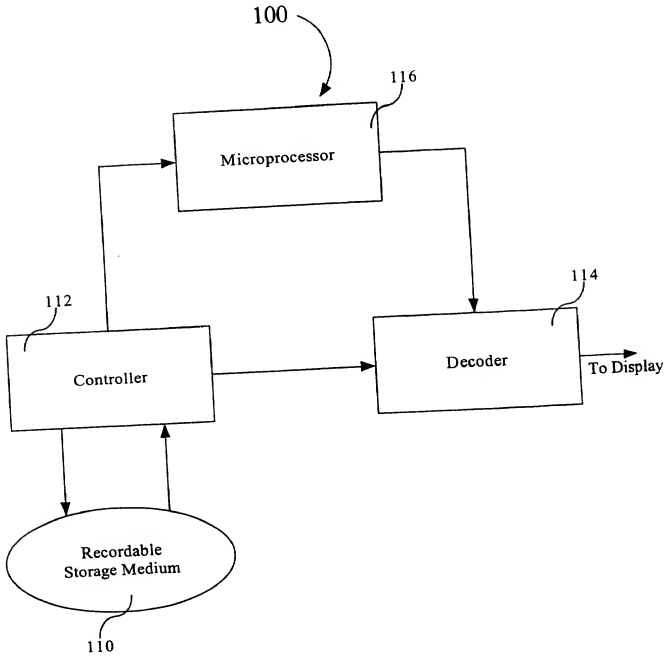 100
116
Microprocessor
114
112
Decoder
To Display
Controller
Recordable
Storage Medium
110